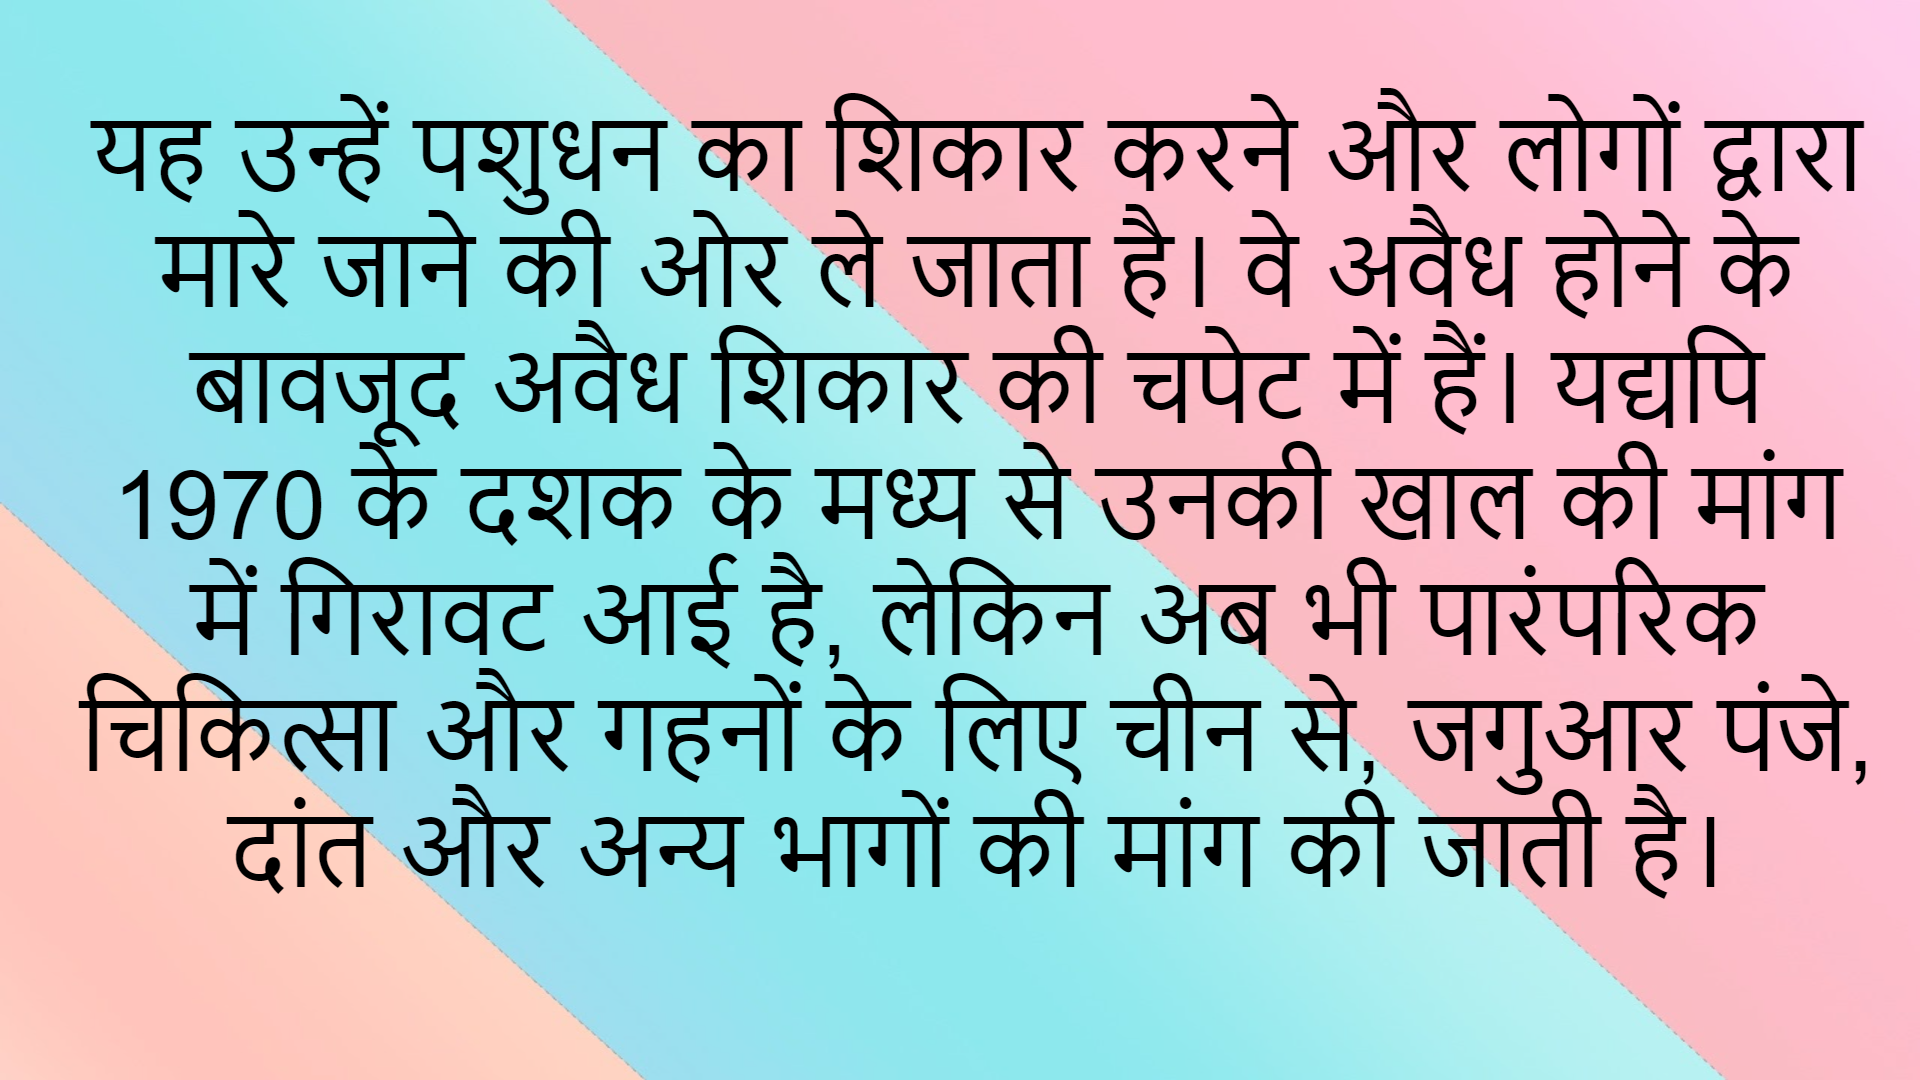 यह उन्हें पशुधन का शिकार करने और लोगों द्वारा
मारे जाने की ओर ले जाता है। वे अवैध होने के
बावजूद अवैध शिकार की चपेट में हैं। यद्यपि
1970 के दशक के मध्य से उनकी खाल की मांग
में गिरावट आई है, लेकिन अब भी पारंपरिक
चिकित्सा और गहनों के लिए चीन से, जगुआर पंजे,
दांत और अन्य भागों की मांग की जाती है।